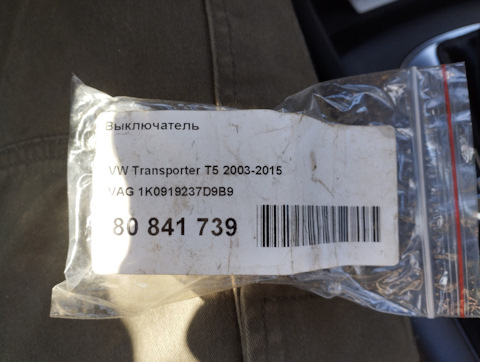 Выключатель
VW Transporter T5 2003-2015
VAG 1K0919237D9B9
80 841 739